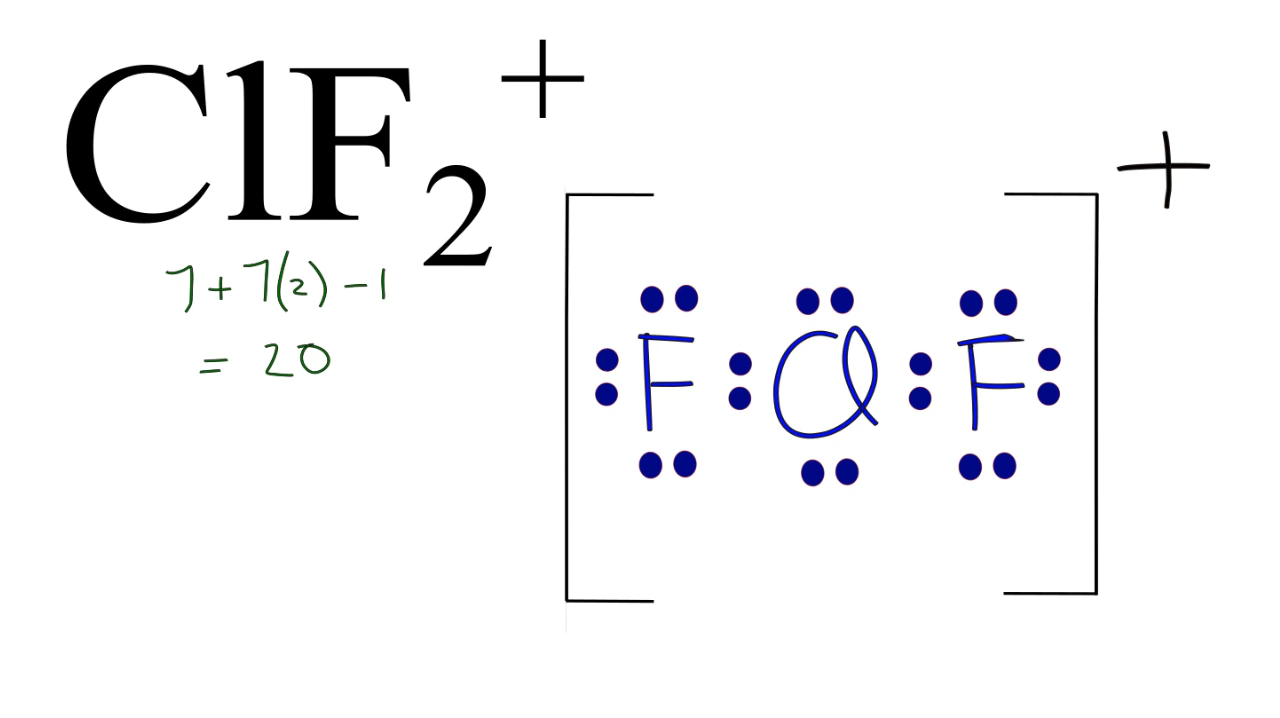 ClF₂⁺
7 + 7(2) - 1
= 20
[:F:Cl:F:]⁺